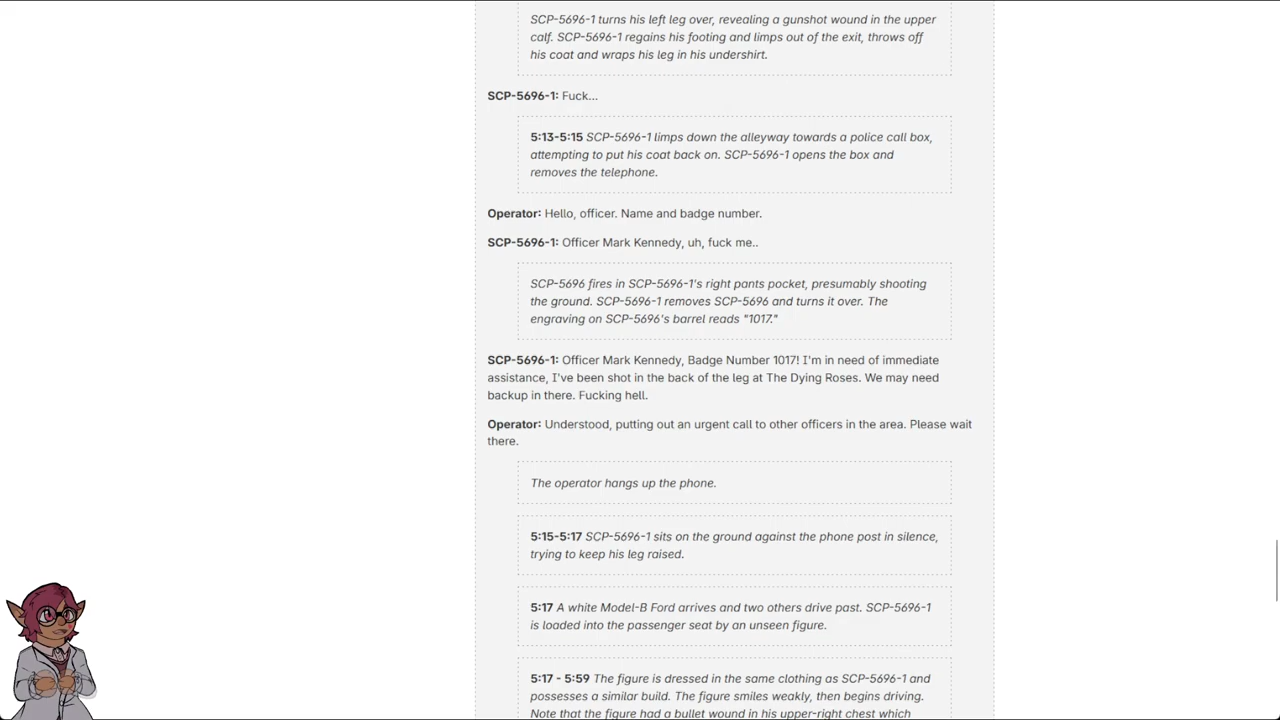 SCP-5696-1 turns his left leg over, revealing a gunshot wound in the upper
calf. SCP-5696-1 regains his footing and limps out of the exit, throws off
his coat and wraps his leg in his undershirt.
SCP-5696-1: Fuck...
5:13-5:15 SCP-5696-1 limps down the alleyway towards a police call box,
attempting to put his coat back on. SCP-5696-1 opens the box and
removes the telephone.
Operator: Hello, officer. Name and badge number.
SCP-5696-1: Officer Mark Kennedy, uh, fuck me..
SCP-5696 fires in SCP-5696-1's right pants pocket, presumably shooting
the ground. SCP-5696-1 removes SCP-5696 and turns it over. The
engraving on SCP-5696's barrel reads "1017."
SCP-5696-1: Officer Mark Kennedy, Badge Number 1017! I'm in need of immediate
assistance, I've been shot in the back of the leg at The Dying Roses. We may need
backup in there. Fucking hell.
Operator: Understood, putting out an urgent call to other officers in the area. Please wait
there.
The operator hangs up the phone.
5:15-5:17 SCP-5696-1 sits on the ground against the phone post in silence,
trying to keep his leg raised.
5:17 A white Model-B Ford arrives and two others drive past. SCP-5696-1
is loaded into the passenger seat by an unseen figure.
5:17 - 5:59 The figure is dressed in the same clothing as SCP-5696-1 and
possesses a similar build. The figure smiles weakly, then begins driving.
Note that the figure had a bullet wound in his upper-right chest which